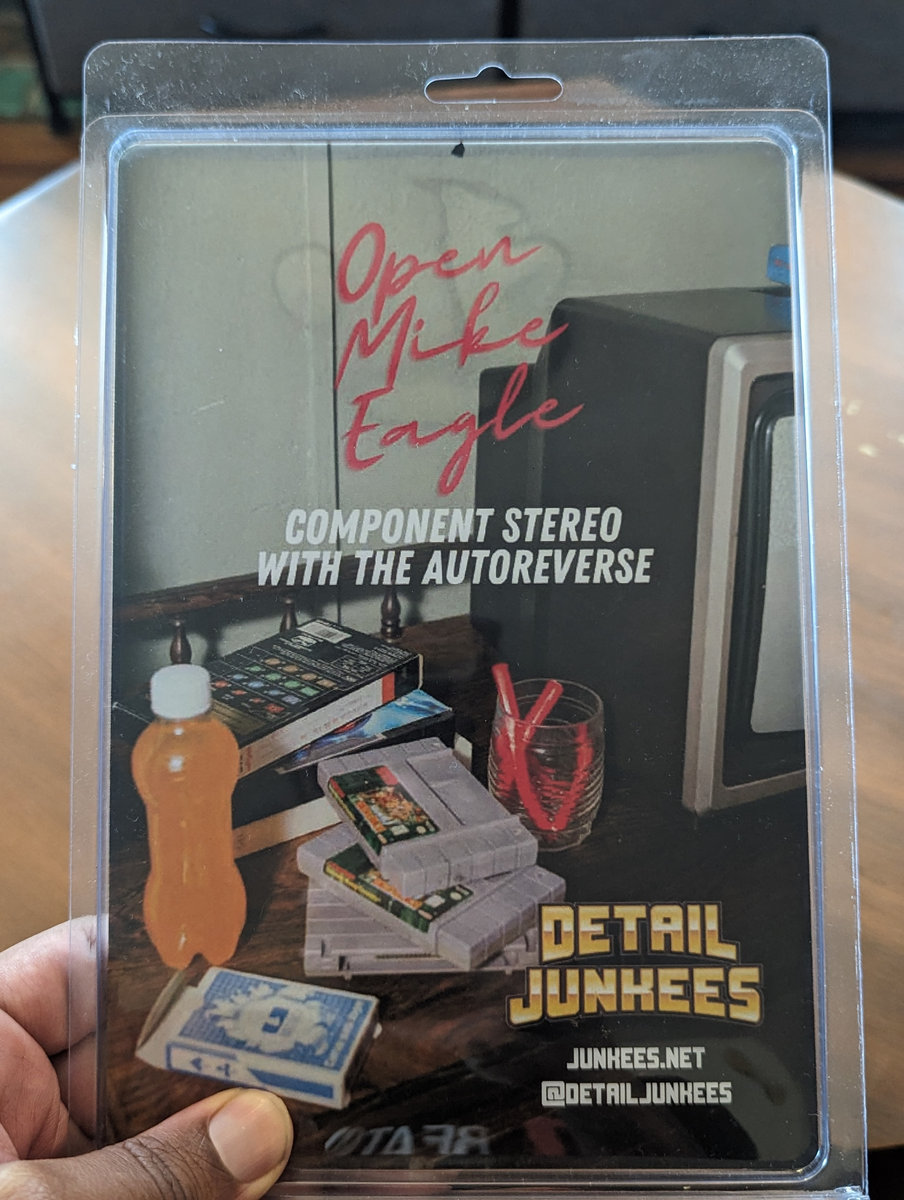 Open
Mike
Eagle
COMPONENT STEREO
WITH THE AUTOREVERSE
DETAIL
JUNKEES
JUNKEES.NET
@DETAILJUNKEES